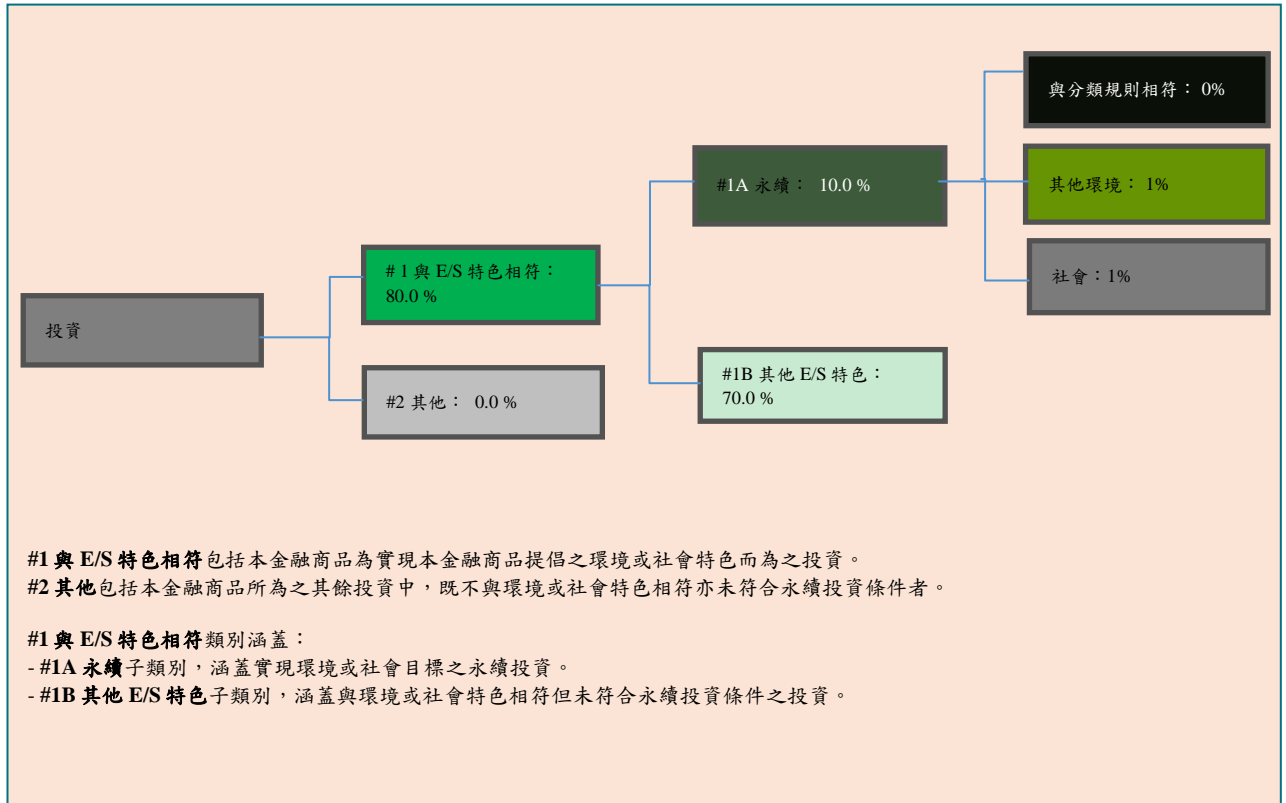 與分類規則相符： 0%
#1A 永續： 10.0 %
其他環境： 1%
# 1 與 E/S 特色相符：
80.0 %
社會：1%
投資
#1B 其他 E/S 特色：
70.0 %
#2 其他： 0.0 %
#1 與 E/S 特色相符包括本金融商品為實現本金融商品提倡之環境或社會特色而為之投資。
#2 其他包括本金融商品所為之其餘投資中，既不與環境或社會特色相符亦未符合永續投資條件者。
#1 與 E/S 特色相符類別涵蓋：
- #1A 永續子類別，涵蓋實現環境或社會目標之永續投資。
- #1B 其他 E/S 特色子類別，涵蓋與環境或社會特色相符但未符合永續投資條件之投資。